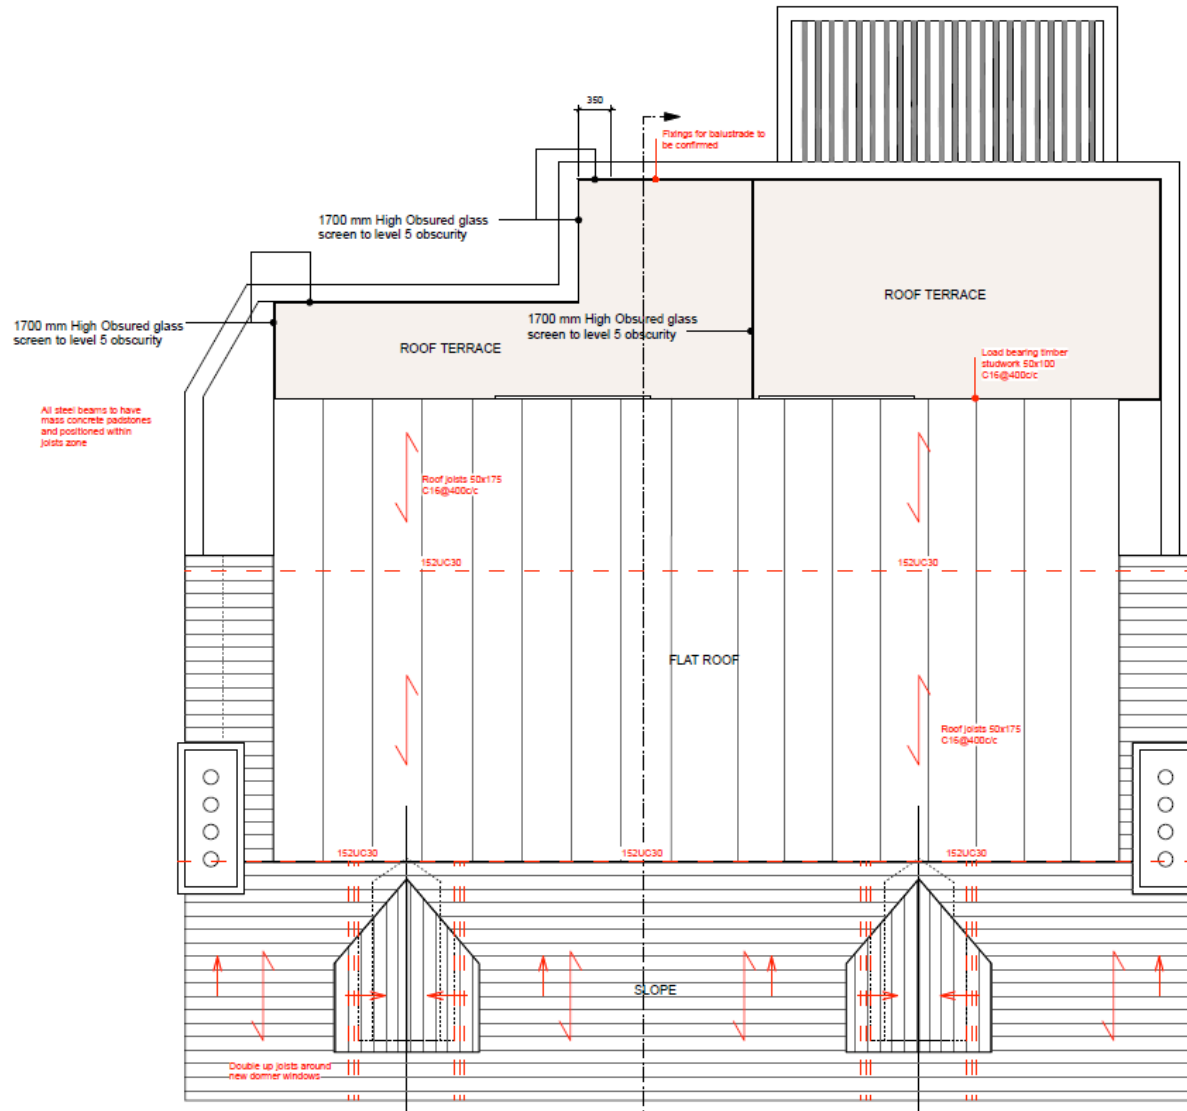 350
Fixings for balustrade to
be confirmed
1700 mm High Obsured glass
screen to level 5 obscurity
ROOF TERRACE
1700 mm High Obsured glass
screen to level 5 obscurity
1700 mm High Obsured glass
screen to level 5 obscurity
ROOF TERRACE
Load bearing timber
studwork 50x100
C16@400c/c
All steel beams to have
mass concrete padstones
and positioned within
joists zone
Roof joists 50x175
C16@400c/c
152UC30
152UC30
FLAT ROOF
Roof joists 50x175
C16@400c/c
152UC30
152UC30
152UC30
SLOPE
Double up joists around
new dormer windows